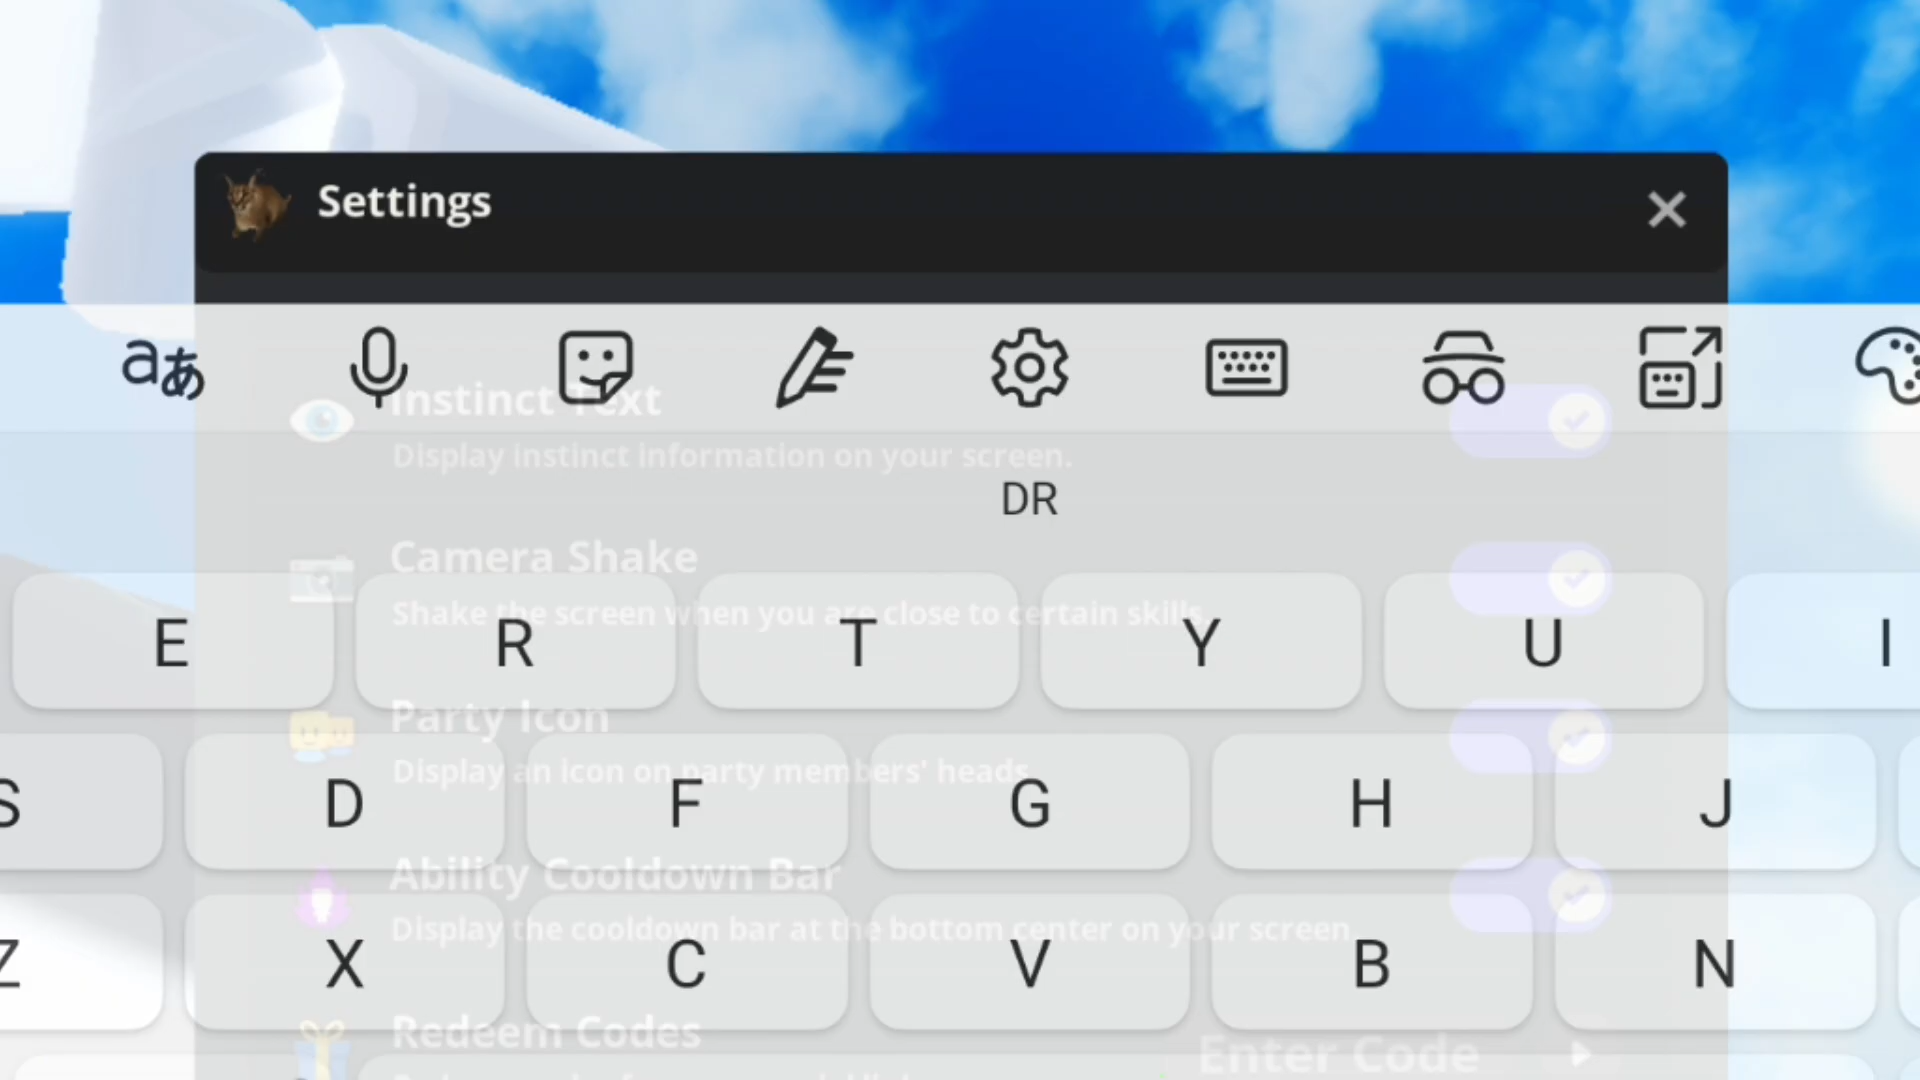 Settings
aあ
Instinct Text
Display instinct information on your screen.
DR
Camera Shake
Shake the screen when you are close to certain skills.
E R T Y U I
Party Icon
Display an icon on party members' heads
S D F G H J
Ability Cooldown Bar
Display the cooldown bar at the bottom center on your screen
Z X C V B N
Redeem Codes
Enter Code